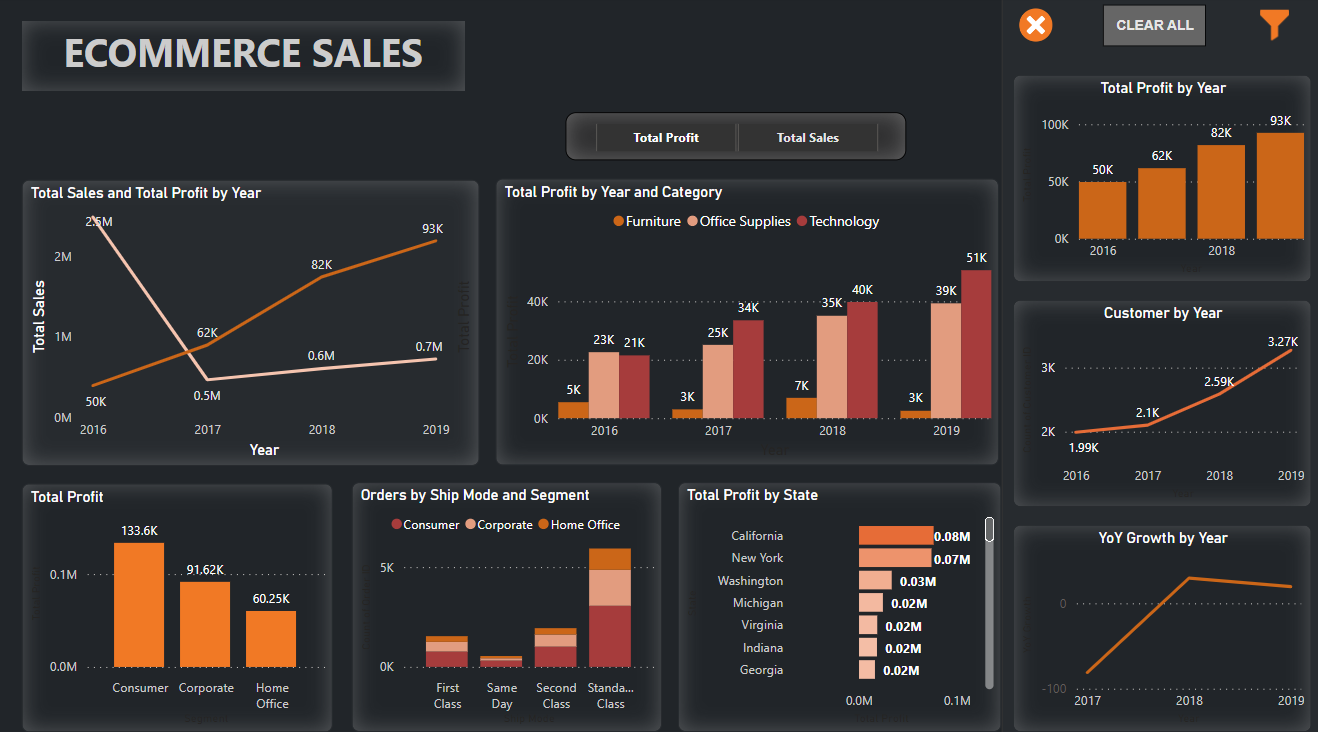 ECOMMERCE SALES
Total Profit
Total Sales
CLEAR ALL
Total Sales and Total Profit by Year
Total Sales
2M
1M
0M
2.5M
0.5M
0.6M
0.7M
50K
62K
82K
93K
2016
2017
2018
2019
Year
Total Profit
Total Profit by Year and Category
Furniture
Office Supplies
Technology
40K
20K
0K
5K
23K
21K
3K
25K
34K
7K
35K
40K
3K
39K
51K
2016
2017
2018
2019
Year
Total Profit by Year
100K
50K
0K
50K
62K
82K
93K
2016
2018
Customer by Year
3K
2K
1.99K
2.1K
2.59K
3.27K
2016
2017
2018
2019
Total Profit
0.1M
0.0M
133.6K
91.62K
60.25K
Consumer
Corporate
Home
Office
Orders by Ship Mode and Segment
Consumer
Corporate
Home Office
5K
0K
First
Class
Same
Day
Second
Class
Standa...
Class
Total Profit by State
California
0.08M
New York
0.07M
Washington
0.03M
Michigan
0.02M
Virginia
0.02M
Indiana
0.02M
Georgia
0.02M
0.0M
0.1M
YoY Growth by Year
0
-100
2017
2018
2019